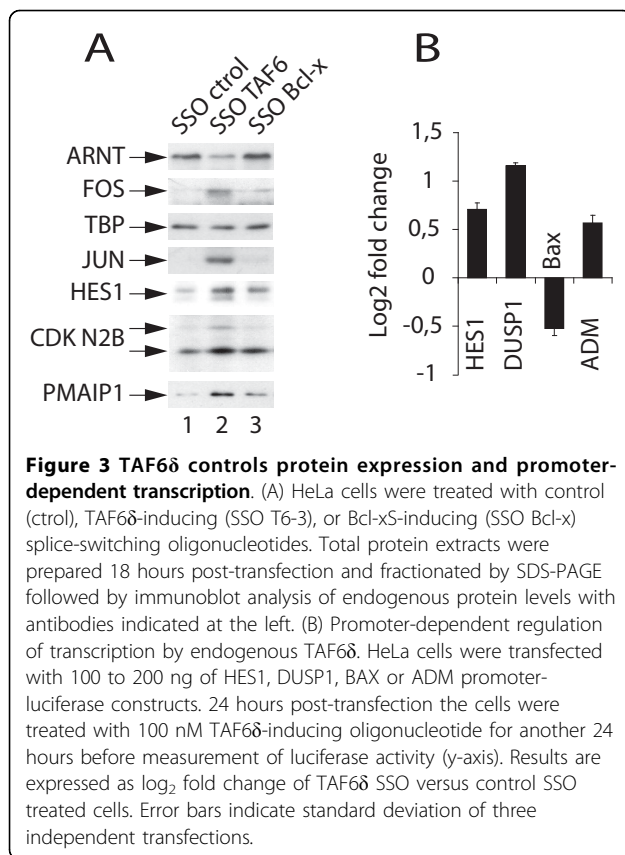 A
B
SSO ctrol
SSO TAF6
SSO Bcl-x
ARNT
FOS
TBP
JUN
HES1
CDK N2B
PMAIP1
1 2 3
Log2 fold change
1,5
1
0,5
0
-0,5
-1
HES1
DUSP1
Bax
ADM
Figure 3 TAF6δ controls protein expression and promoter-
dependent transcription. (A) HeLa cells were treated with control
(ctrol), TAF6δ-inducing (SSO T6-3), or Bcl-xS-inducing (SSO Bcl-x)
splice-switching oligonucleotides. Total protein extracts were
prepared 18 hours post-transfection and fractionated by SDS-PAGE
followed by immunoblot analysis of endogenous protein levels with
antibodies indicated at the left. (B) Promoter-dependent regulation
of transcription by endogenous TAF6δ. HeLa cells were transfected
with 100 to 200 ng of HES1, DUSP1, BAX or ADM promoter-
luciferase constructs. 24 hours post-transfection the cells were
treated with 100 nM TAF6δ-inducing oligonucleotide for another 24
hours before measurement of luciferase activity (y-axis). Results are
expressed as log₂ fold change of TAF6δ SSO versus control SSO
treated cells. Error bars indicate standard deviation of three
independent transfections.